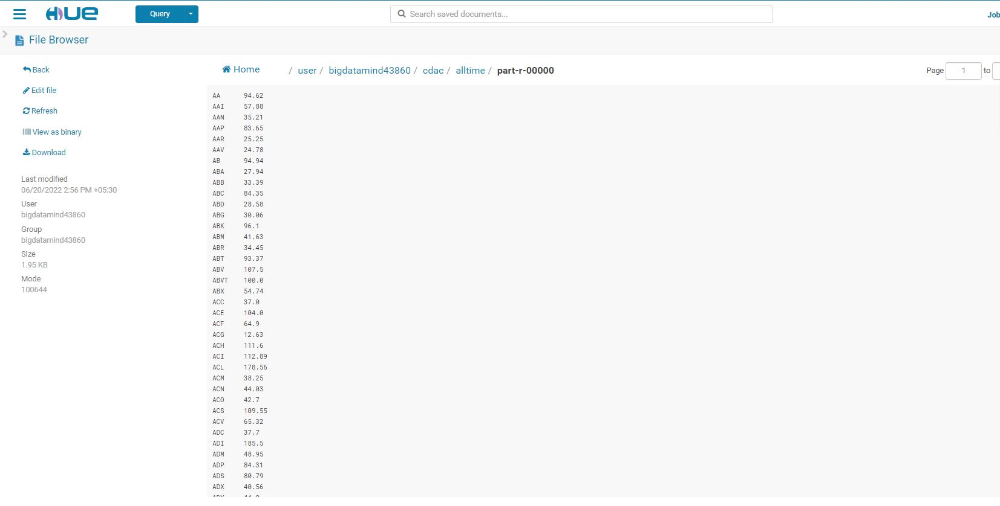 HUE
Query
Search saved documents...
Job
File Browser
Back
Edit file
Refresh
View as binary
Download
Last modified
06/20/2022 2:56 PM +05:30
User
bigdatamind43860
Group
bigdatamind43860
Size
1.95 KB
Mode
100644
Home / user / bigdatamind43860 / cdac / alltime / part-r-00000
Page 1 to
AA 94.62
AAI 57.88
AAN 35.21
AAP 83.65
AAR 25.25
AAV 24.78
AB 94.94
ABA 27.94
ABB 33.39
ABC 84.35
ABD 28.58
ABG 30.06
ABK 96.1
ABM 41.63
ABR 34.45
ABT 93.37
ABV 107.5
ABVT 100.0
ABX 54.74
ACC 37.0
ACE 104.0
ACF 64.9
ACG 12.63
ACH 111.6
ACI 112.89
ACL 178.56
ACM 38.25
ACN 44.03
ACO 42.7
ACS 109.55
ACV 65.32
ADC 37.7
ADI 185.5
ADM 48.95
ADP 84.31
ADS 80.79
ADX 40.56